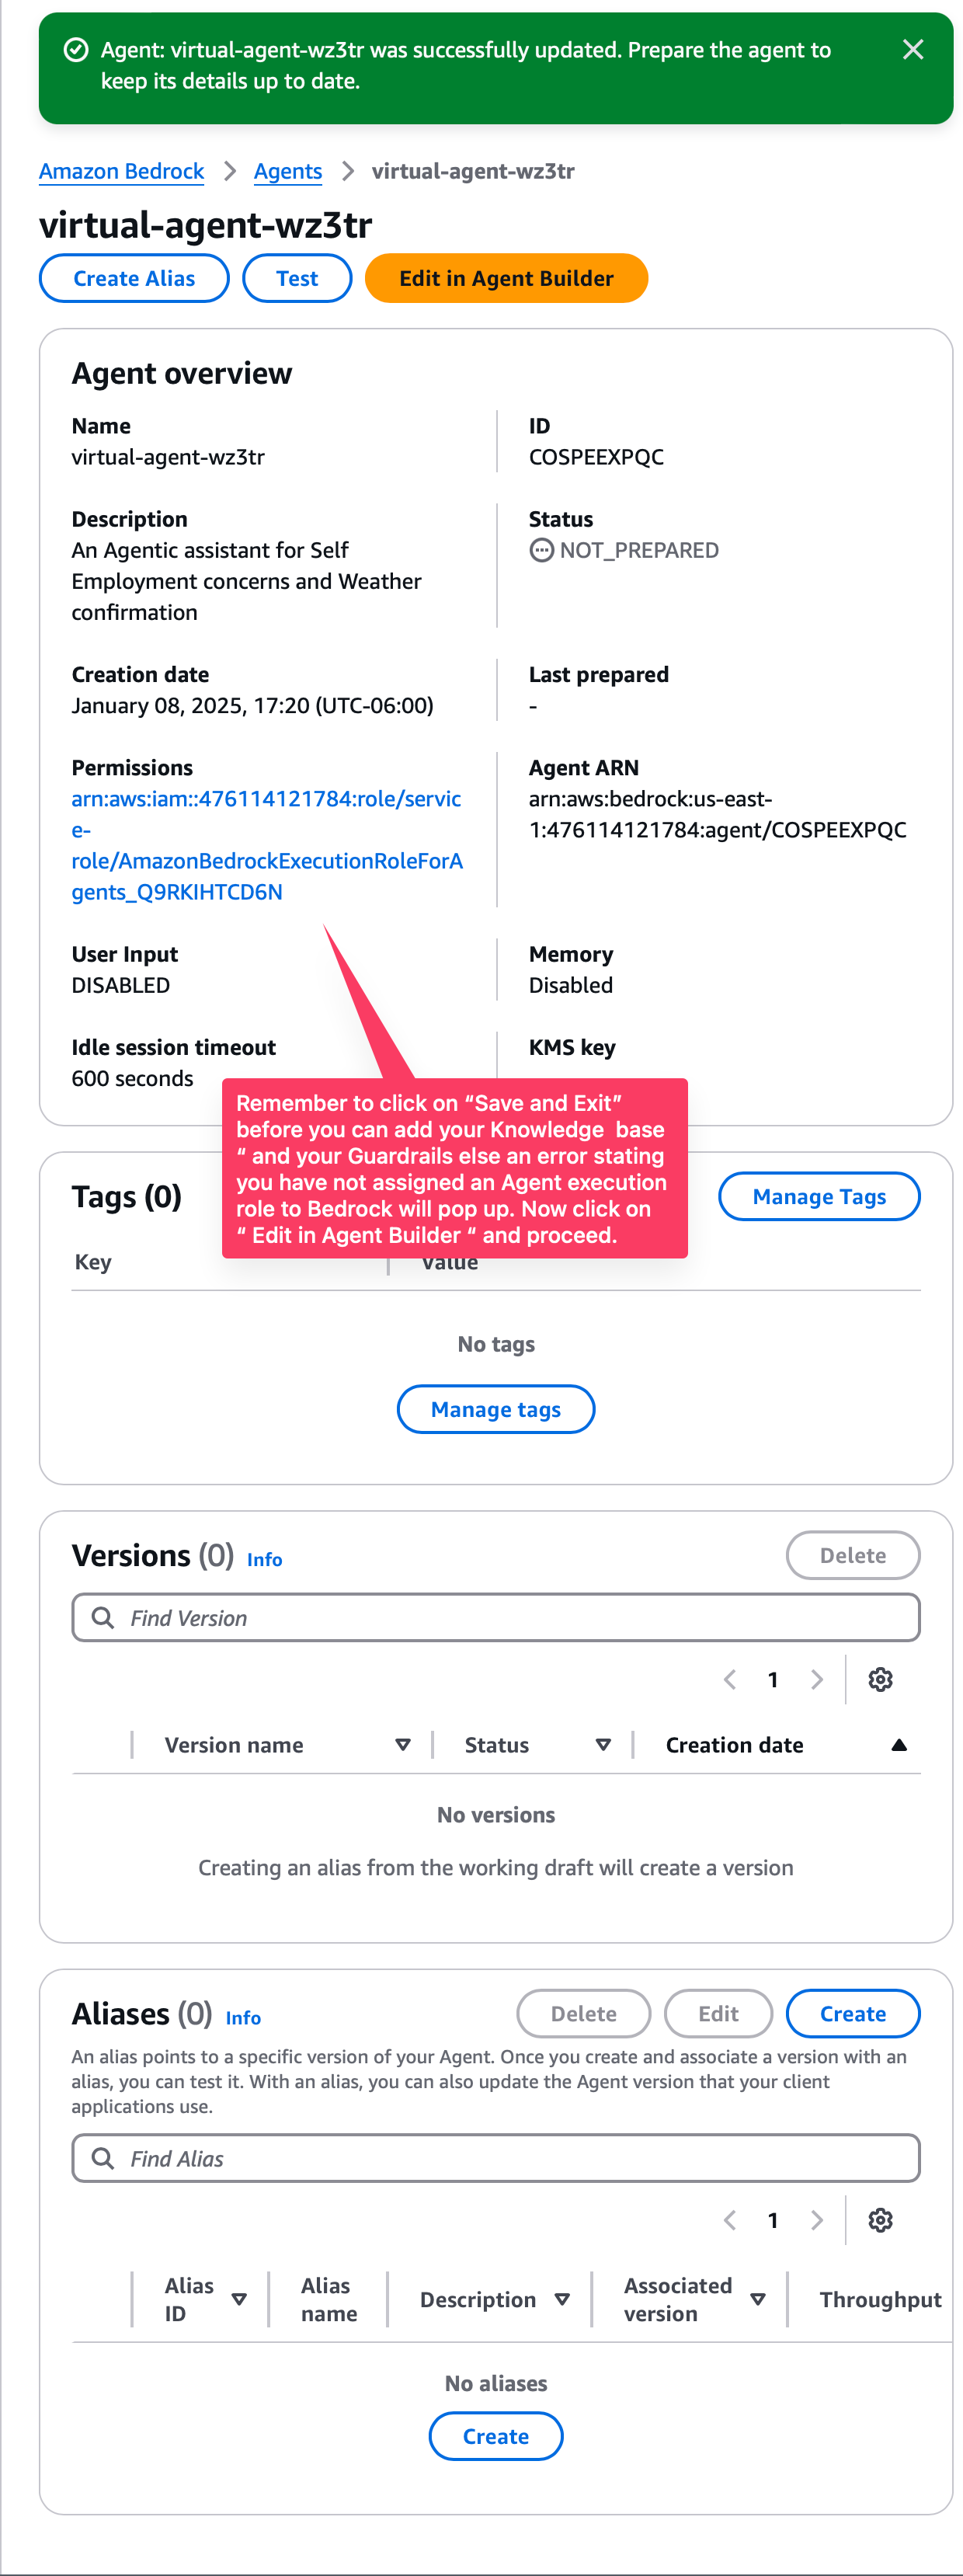 Agent: virtual-agent-wz3tr was successfully updated. Prepare the agent to
keep its details up to date.
Amazon Bedrock > Agents > virtual-agent-wz3tr
virtual-agent-wz3tr
Create Alias
Test
Edit in Agent Builder
Agent overview
Name
virtual-agent-wz3tr
ID
COSPEEXPQC
Description
An Agentic assistant for Self
Employment concerns and Weather
confirmation
Status
NOT_PREPARED
Creation date
January 08, 2025, 17:20 (UTC-06:00)
Last prepared
-
Permissions
arn:aws:iam::476114121784:role/servic
e-
role/AmazonBedrockExecutionRoleForA
gents_Q9RKIHTCD6N
Agent ARN
arn:aws:bedrock:us-east-
1:476114121784:agent/COSPEEXPQC
User Input
DISABLED
Memory
Disabled
Idle session timeout
600 seconds
KMS key
Remember to click on “Save and Exit”
before you can add your Knowledge  base
“ and your Guardrails else an error stating
you have not assigned an Agent execution
role to Bedrock will pop up. Now click on
“ Edit in Agent Builder “ and proceed.
Tags (0)
Manage Tags
Key
Value
No tags
Manage tags
Versions (0) Info
Delete
Find Version
1
Version name
Status
Creation date
No versions
Creating an alias from the working draft will create a version
Aliases (0) Info
Delete
Edit
Create
An alias points to a specific version of your Agent. Once you create and associate a version with an
alias, you can test it. With an alias, you can also update the Agent version that your client
applications use.
Find Alias
1
Alias
ID
Alias
name
Description
Associated
version
Throughput
No aliases
Create